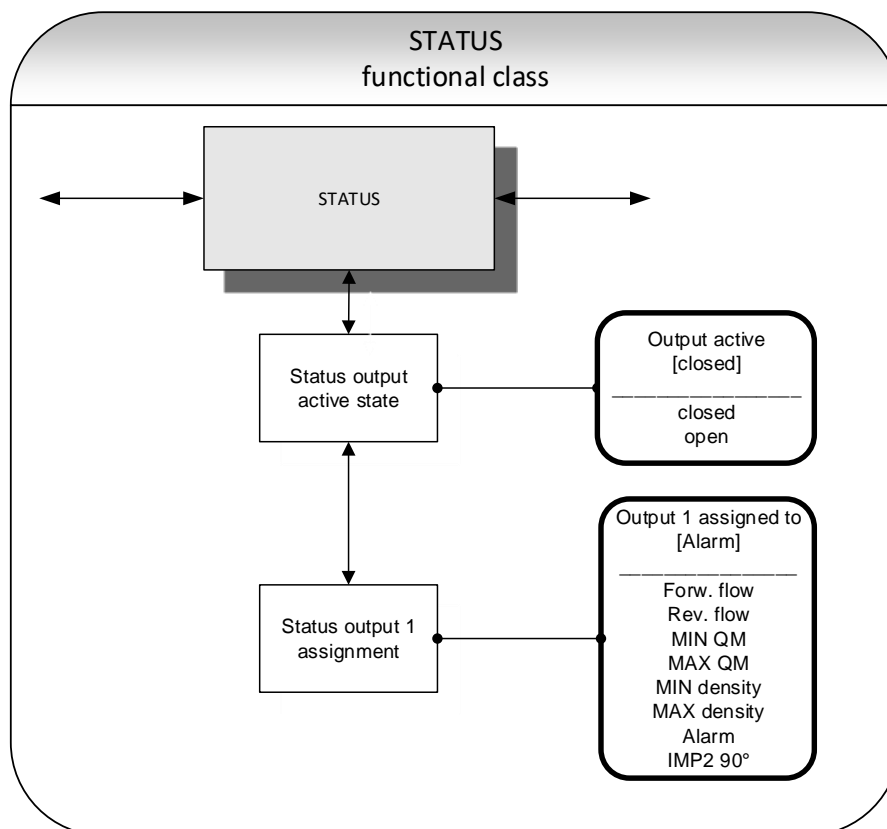 STATUS
functional class
STATUS
Status output
active state
Output active
[closed]
closed
open
Status output 1
assignment
Output 1 assigned to
[Alarm]
Forw. flow
Rev. flow
MIN QM
MAX QM
MIN density
MAX density
Alarm
IMP2 90°